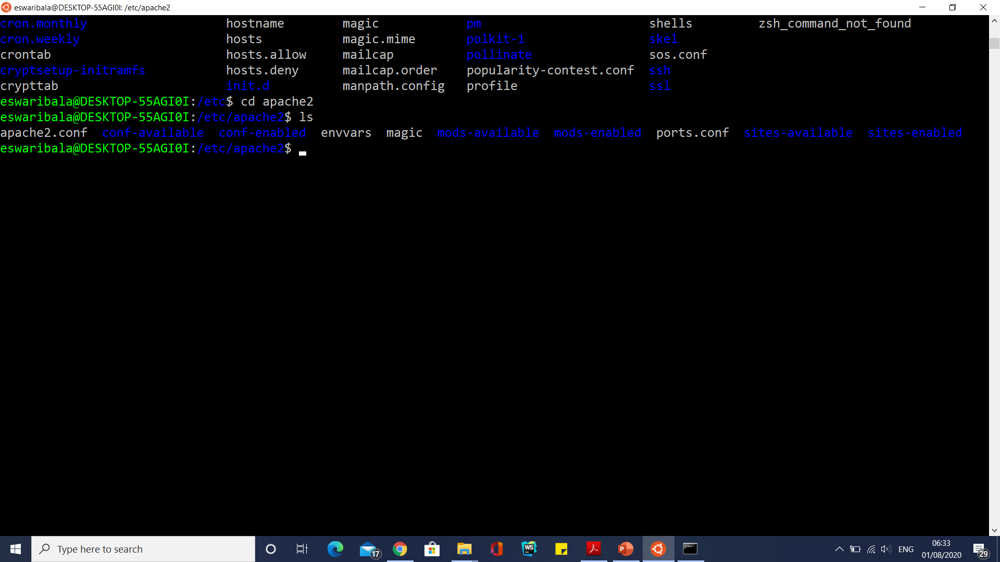 eswaribala@DESKTOP-55AGI0I: /etc/apache2
cron.monthly hostname magic pm shells zsh_command_not_found
cron.weekly hosts magic.mime polkit-1 skel
crontab hosts.allow mailcap pollinate sos.conf
cryptsetup-initramfs hosts.deny mailcap.order popularity-contest.conf ssh
crypttab init.d manpath.config profile ssl
eswaribala@DESKTOP-55AGI0I:/etc$ cd apache2
eswaribala@DESKTOP-55AGI0I:/etc/apache2$ ls
apache2.conf conf-available conf-enabled envvars magic mods-available mods-enabled ports.conf sites-available sites-enabled
eswaribala@DESKTOP-55AGI0I:/etc/apache2$
Type here to search 17 WS P ENG 06:33 29
01/08/2020